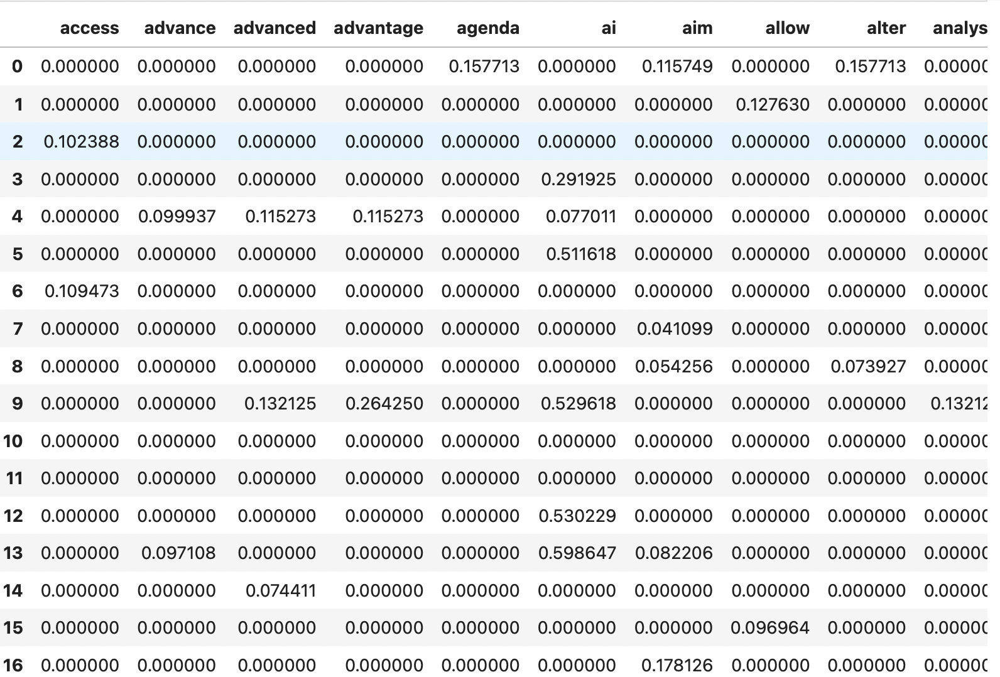 access advance advanced advantage agenda ai aim allow alter analys
0 0.000000 0.000000 0.000000 0.000000 0.157713 0.000000 0.115749 0.000000 0.157713 0.00000
1 0.000000 0.000000 0.000000 0.000000 0.000000 0.000000 0.000000 0.127630 0.000000 0.00000
2 0.102388 0.000000 0.000000 0.000000 0.000000 0.000000 0.000000 0.000000 0.000000 0.00000
3 0.000000 0.000000 0.000000 0.000000 0.000000 0.291925 0.000000 0.000000 0.000000 0.00000
4 0.000000 0.099937 0.115273 0.115273 0.000000 0.077011 0.000000 0.000000 0.000000 0.00000
5 0.000000 0.000000 0.000000 0.000000 0.000000 0.511618 0.000000 0.000000 0.000000 0.00000
6 0.109473 0.000000 0.000000 0.000000 0.000000 0.000000 0.000000 0.000000 0.000000 0.00000
7 0.000000 0.000000 0.000000 0.000000 0.000000 0.000000 0.041099 0.000000 0.000000 0.00000
8 0.000000 0.000000 0.000000 0.000000 0.000000 0.000000 0.054256 0.000000 0.073927 0.00000
9 0.000000 0.000000 0.132125 0.264250 0.000000 0.529618 0.000000 0.000000 0.000000 0.13212
10 0.000000 0.000000 0.000000 0.000000 0.000000 0.000000 0.000000 0.000000 0.000000 0.00000
11 0.000000 0.000000 0.000000 0.000000 0.000000 0.000000 0.000000 0.000000 0.000000 0.00000
12 0.000000 0.000000 0.000000 0.000000 0.000000 0.530229 0.000000 0.000000 0.000000 0.00000
13 0.000000 0.097108 0.000000 0.000000 0.000000 0.598647 0.082206 0.000000 0.000000 0.00000
14 0.000000 0.000000 0.074411 0.000000 0.000000 0.000000 0.000000 0.000000 0.000000 0.00000
15 0.000000 0.000000 0.000000 0.000000 0.000000 0.000000 0.000000 0.096964 0.000000 0.00000
16 0.000000 0.000000 0.000000 0.000000 0.000000 0.000000 0.178126 0.000000 0.000000 0.00000